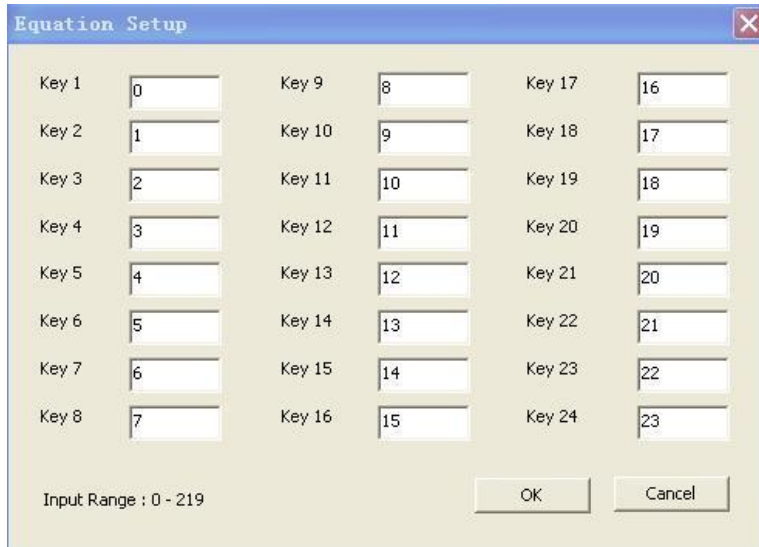 Equation Setup
Key 1 0 Key 9 8 Key 17 16
Key 2 1 Key 10 9 Key 18 17
Key 3 2 Key 11 10 Key 19 18
Key 4 3 Key 12 11 Key 20 19
Key 5 4 Key 13 12 Key 21 20
Key 6 5 Key 14 13 Key 22 21
Key 7 6 Key 15 14 Key 23 22
Key 8 7 Key 16 15 Key 24 23
Input Range : 0 - 219 OK Cancel